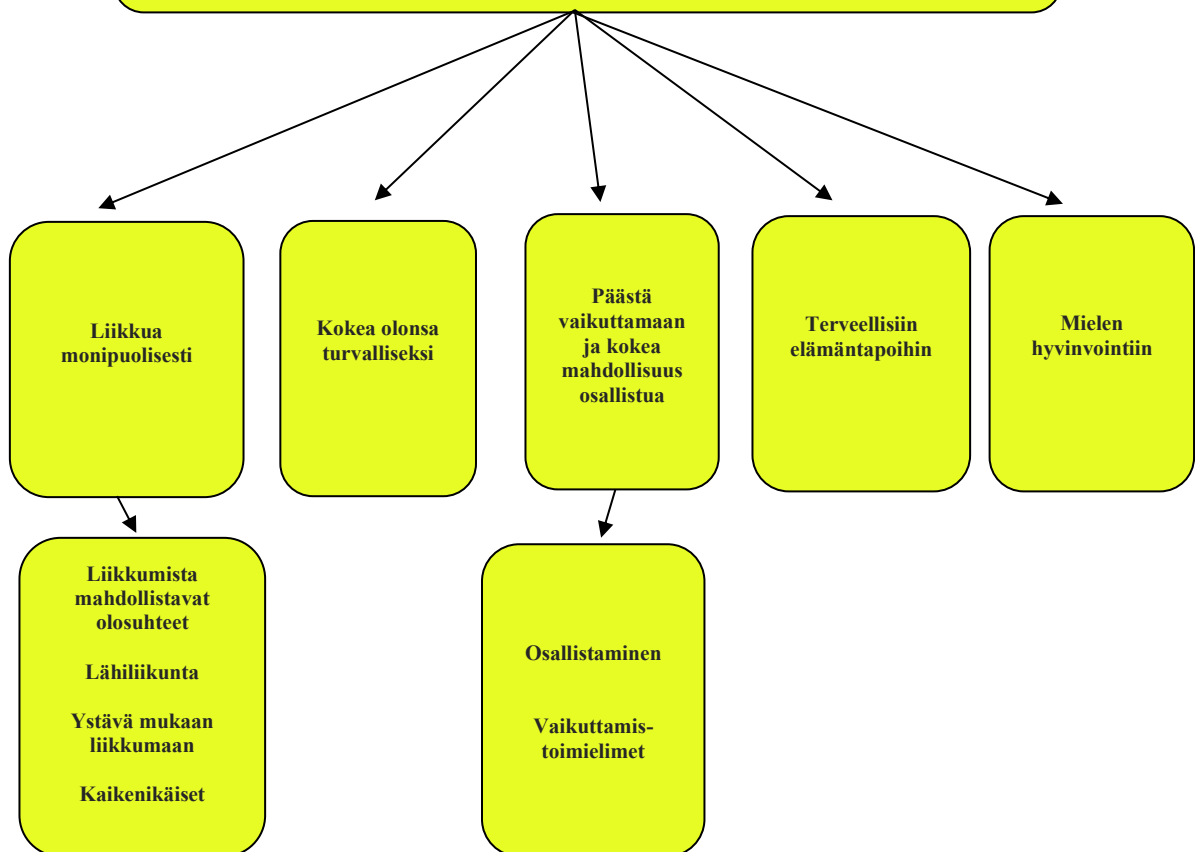 Liikkua
monipuolisesti
Kokea olonsa
turvalliseksi
Päästä
vaikuttamaan
ja kokea
mahdollisuus
osallistua
Terveellisiin
elämäntapoihin
Mielen
hyvinvointiin
Liikkumista
mahdollistavat
olosuhteet
Lähiliikunta
Ystävä mukaan
liikkumaan
Kaikenikäiset
Osallistaminen
Vaikuttamis-
toimielimet